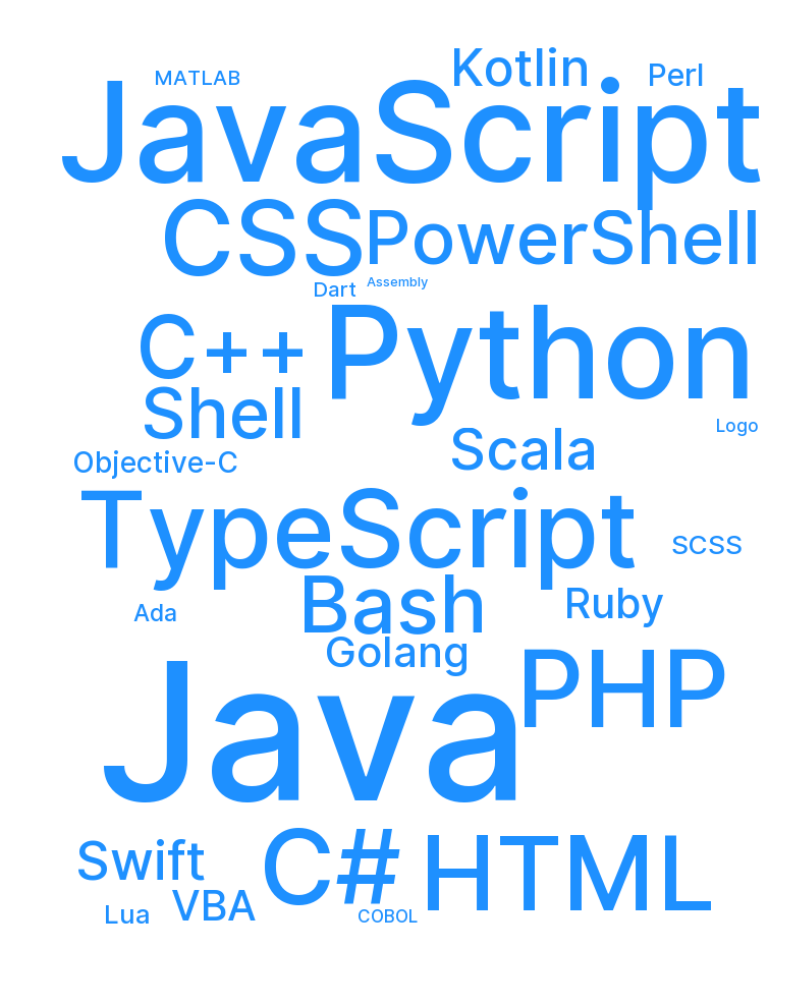 Kotlin
MATLAB
Perl
JavaScript
CSS
PowerShell
Dart
Assembly
C++
Python
Shell
Logo
Scala
Objective-C
TypeScript
SCSS
Bash
Ruby
Ada
Golang
PHP
Java
Swift
C#
HTML
VBA
Lua
COBOL